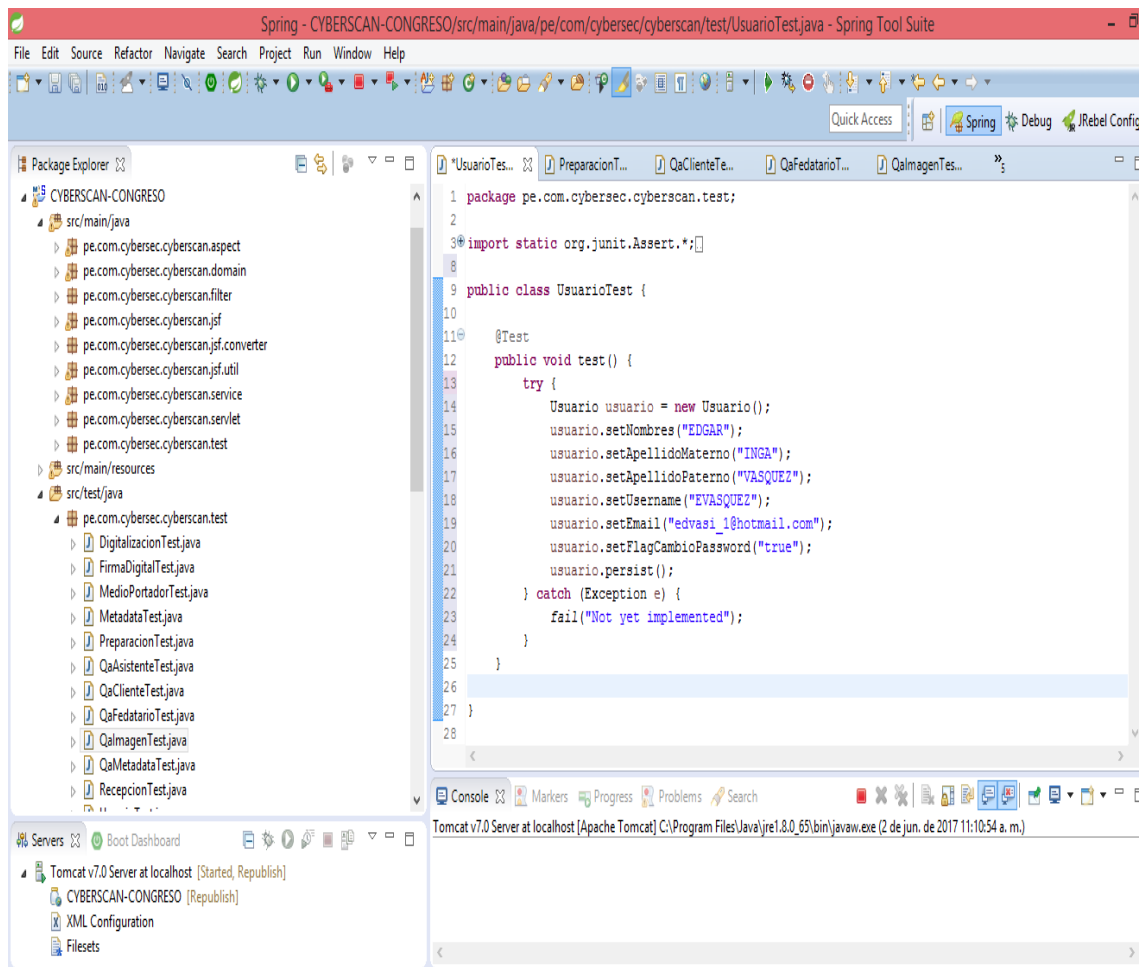 Spring - CYBERSCAN-CONGRESO/src/main/java/pe/com/cybersec/cyberscan/test/UsuarioTest.java - Spring Tool Suite
File Edit Source Refactor Navigate Search Project Run Window Help
Quick Access
Spring
Debug
JRebel Config
Package Explorer
CYBERSCAN-CONGRESO
src/main/java
pe.com.cybersec.cyberscan.aspect
pe.com.cybersec.cyberscan.domain
pe.com.cybersec.cyberscan.filter
pe.com.cybersec.cyberscan.jsf
pe.com.cybersec.cyberscan.jsf.converter
pe.com.cybersec.cyberscan.jsf.util
pe.com.cybersec.cyberscan.service
pe.com.cybersec.cyberscan.servlet
pe.com.cybersec.cyberscan.test
src/main/resources
src/test/java
pe.com.cybersec.cyberscan.test
DigitalizacionTest.java
FirmaDigitalTest.java
MedioPortadorTest.java
MetadataTest.java
PreparacionTest.java
QaAsistenteTest.java
QaClienteTest.java
QaFedatarioTest.java
QaImagenTest.java
QaMetadataTest.java
RecepcionTest.java
*UsuarioTes...
PreparacionT...
QaClienteTe...
QaFedatarioT...
QaImagenTes...
»5
1 package pe.com.cybersec.cyberscan.test;
2
3 import static org.junit.Assert.*;
8
9 public class UsuarioTest {
10
11 @Test
12 public void test() {
13 try {
14 Usuario usuario = new Usuario();
15 usuario.setNombres("EDGAR");
16 usuario.setApellidoMaterno("INGA");
17 usuario.setApellidoPaterno("VASQUEZ");
18 usuario.setUsername("EVASQUEZ");
19 usuario.setEmail("edvasi_1@hotmail.com");
20 usuario.setFlagCambioPassword("true");
21 usuario.persist();
22 } catch (Exception e) {
23 fail("Not yet implemented");
24 }
25 }
26
27 }
28
Servers
Boot Dashboard
Tomcat v7.0 Server at localhost [Started, Republish]
CYBERSCAN-CONGRESO [Republish]
XML Configuration
Filesets
Console
Markers
Progress
Problems
Search
Tomcat v7.0 Server at localhost [Apache Tomcat] C:\Program Files\Java\jre1.8.0_65\bin\javaw.exe (2 de jun. de 2017 11:10:54 a. m.)